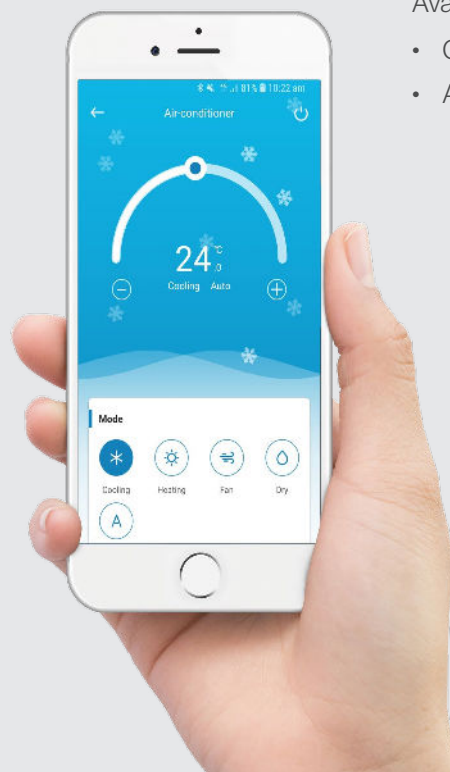 Ava
• G
• A
81% 10:22 am
Air-conditioner
24.0 °C
Cooling Auto
Mode
Cooling Heating Fan Dry
A